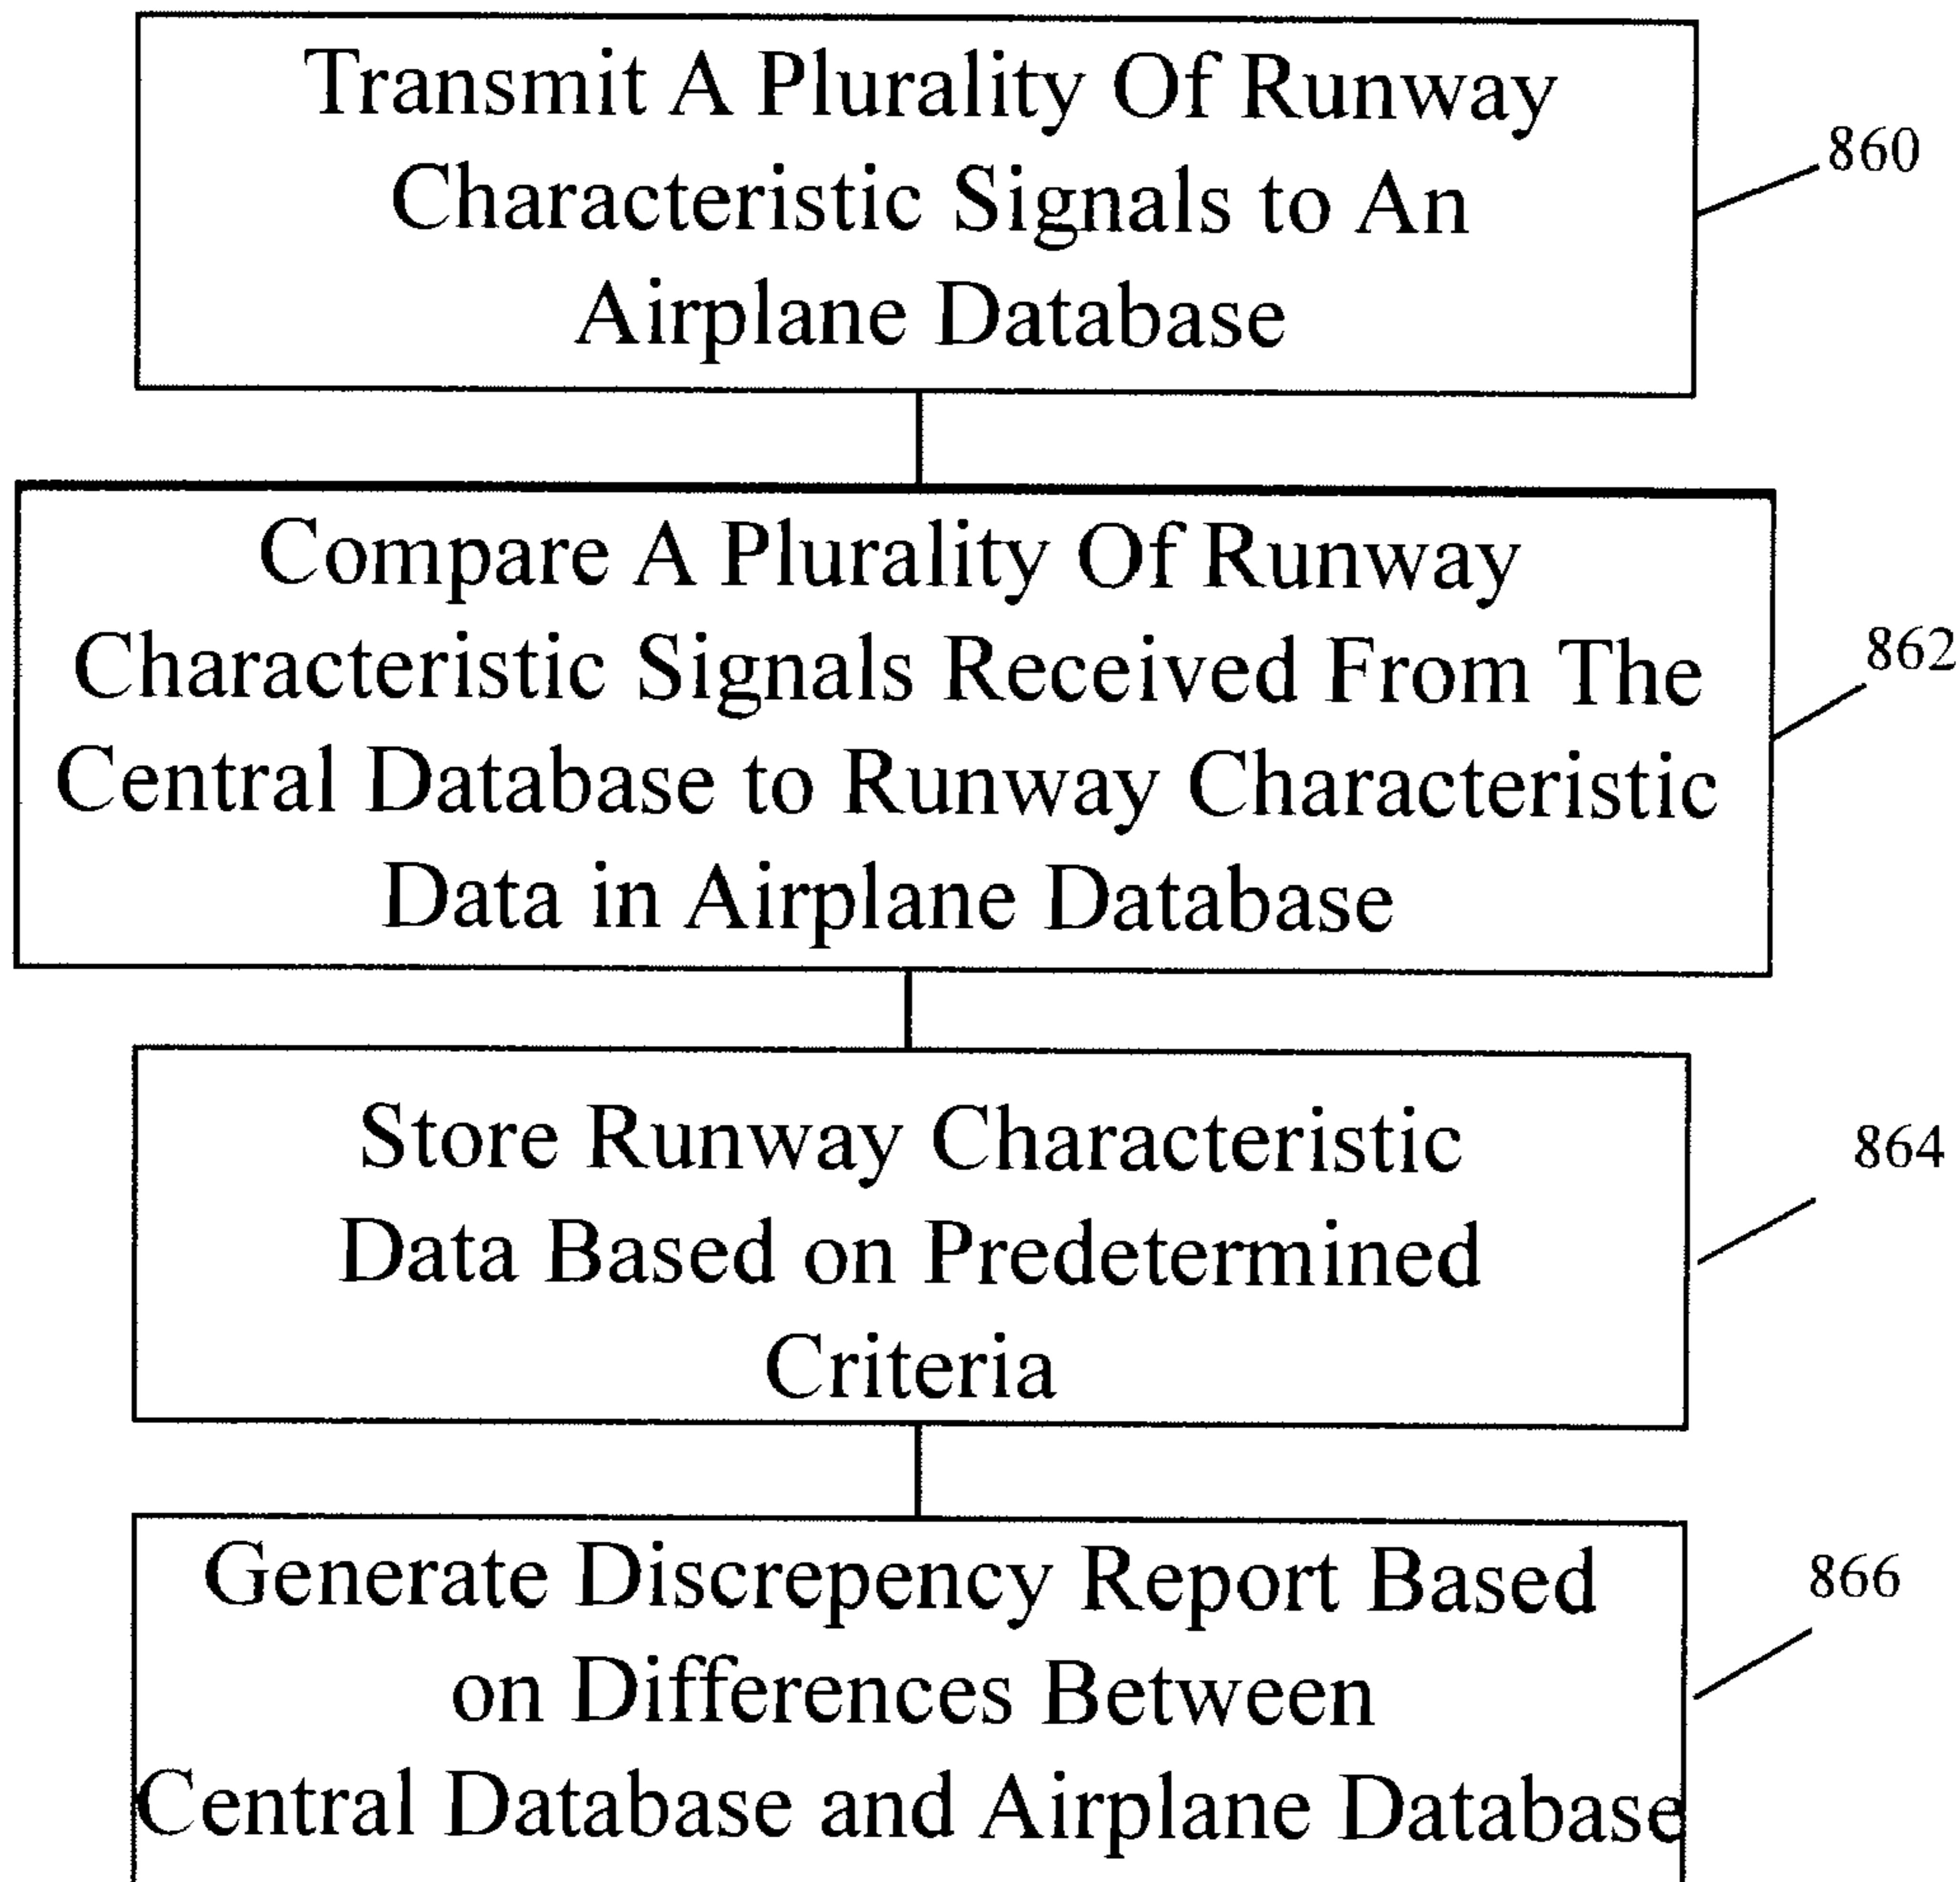 Transmit A Plurality Of Runway
Characteristic Signals to An
Airplane Database
860
Compare A Plurality Of Runway
Characteristic Signals Received From The
Central Database to Runway Characteristic
Data in Airplane Database
862
Store Runway Characteristic
Data Based on Predetermined
Criteria
864
Generate Discrepency Report Based
on Differences Between
Central Database and Airplane Database
866